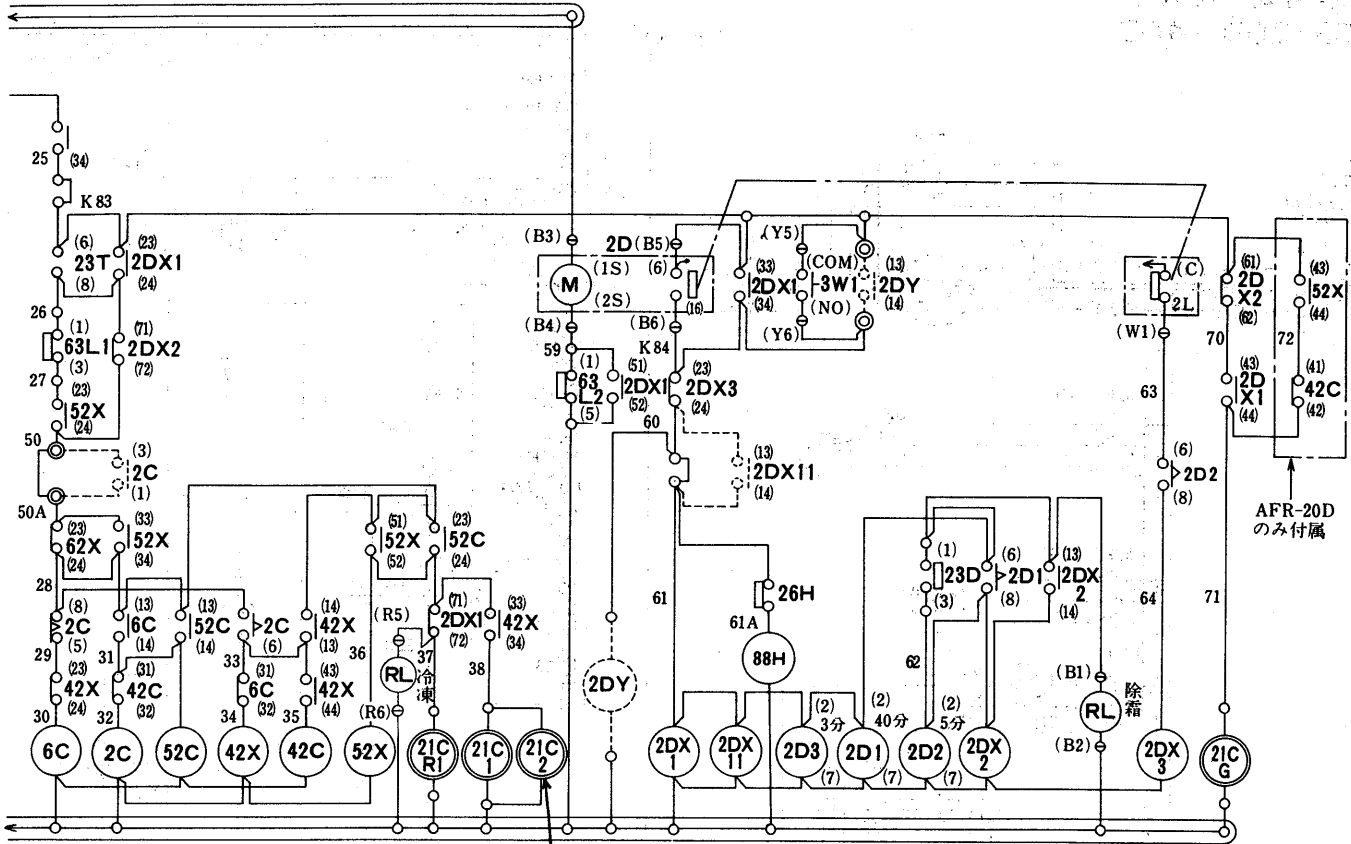 25
(34)
K 83
(6)
23T
(8)
(23)
2DX1
(24)
26
(1)
63L1
(3)
(71)
2DX2
(72)
27
(23)
52X
(24)
50
(3)
2C
(1)
50A
(23)
62X
(24)
(33)
52X
(34)
28
(8)
2C
(5)
(13)
6C
(14)
(13)
52C
(14)
2C
(6)
(14)
42X
(13)
29
(23)
42X
(24)
31
(31)
42C
(32)
33
(31)
6C
(32)
(43)
42X
(44)
30
32
34
35
36
(51)
52X
(52)
(23)
52C
(24)
(R5)
RL
冷凍
(R6)
(71)
2DX1
(72)
37
(33)
42X
(34)
38
6C
2C
52C
42X
42C
52X
21C
R1
21C
1
21C
2
(B3)
M
(1S)
(2S)
(B4)
59
(1)
63
L2
(5)
(51)
2DX1
(52)
2D
(B5)
(6)
(16)
(B6)
K84
(23)
2DX3
(24)
60
(13)
2DX11
(14)
(33)
2DX1
(34)
(Y5)
(COM)
3W1
(NO)
(Y6)
(13)
2DY
(14)
2DY
61
26H
61A
88H
(1)
23D
(3)
(6)
2D1
(8)
(13)
2DX
2
(14)
62
2DX
1
2DX
11
(2)
3分
2D3
(7)
(2)
40分
2D1
(7)
(2)
5分
2D2
(7)
2DX
2
(B1)
RL
除霜
(B2)
(C)
2L
(W1)
63
(6)
2D2
(8)
64
2DX
3
(61)
2D
X2
(62)
70
(43)
2D
X1
(44)
71
21C
G
(43)
52X
(44)
72
(41)
42C
(42)
AFR-20D
のみ付属